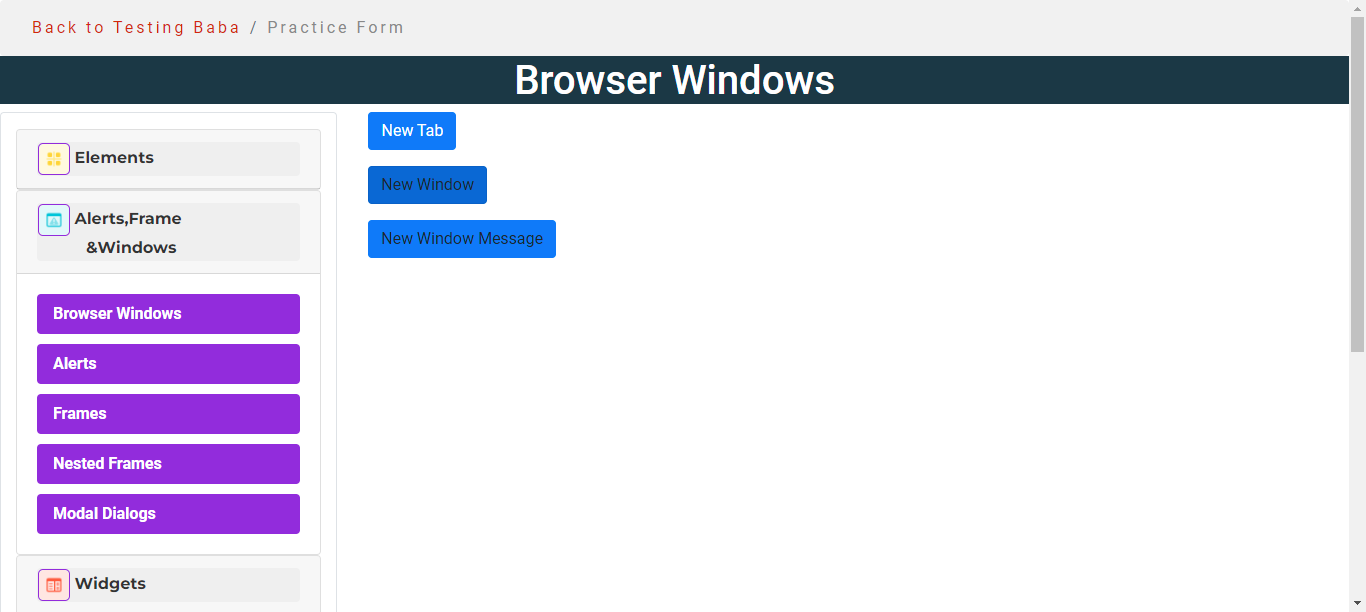 Back to Testing Baba / Practice Form
Browser Windows
Elements
Alerts,Frame
&Windows
Browser Windows
Alerts
Frames
Nested Frames
Modal Dialogs
Widgets
New Tab
New Window
New Window Message